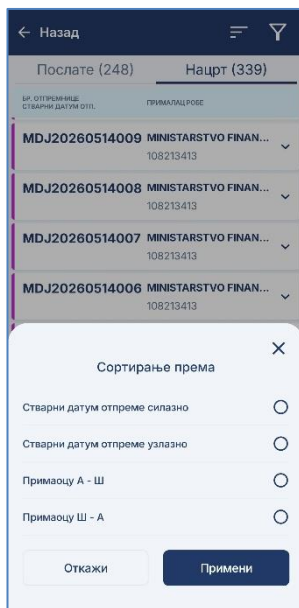 Назад
Послате (248) Нацрт (339)
БР. ОТПРЕМНИЦЕ ПРИМАЛАЦ РОБЕ
СТВАРНИ ДАТУМ ОТП.
MDJ20260514009 MINISTARSTVO FINAN...
108213413
MDJ20260514008 MINISTARSTVO FINAN...
108213413
MDJ20260514007 MINISTARSTVO FINAN...
108213413
MDJ20260514006 MINISTARSTVO FINAN...
108213413
Сортирање према
Стварни датум отпреме силазно
Стварни датум отпреме узлазно
Примаоцу А - Ш
Примаоцу Ш - А
Откажи Примени